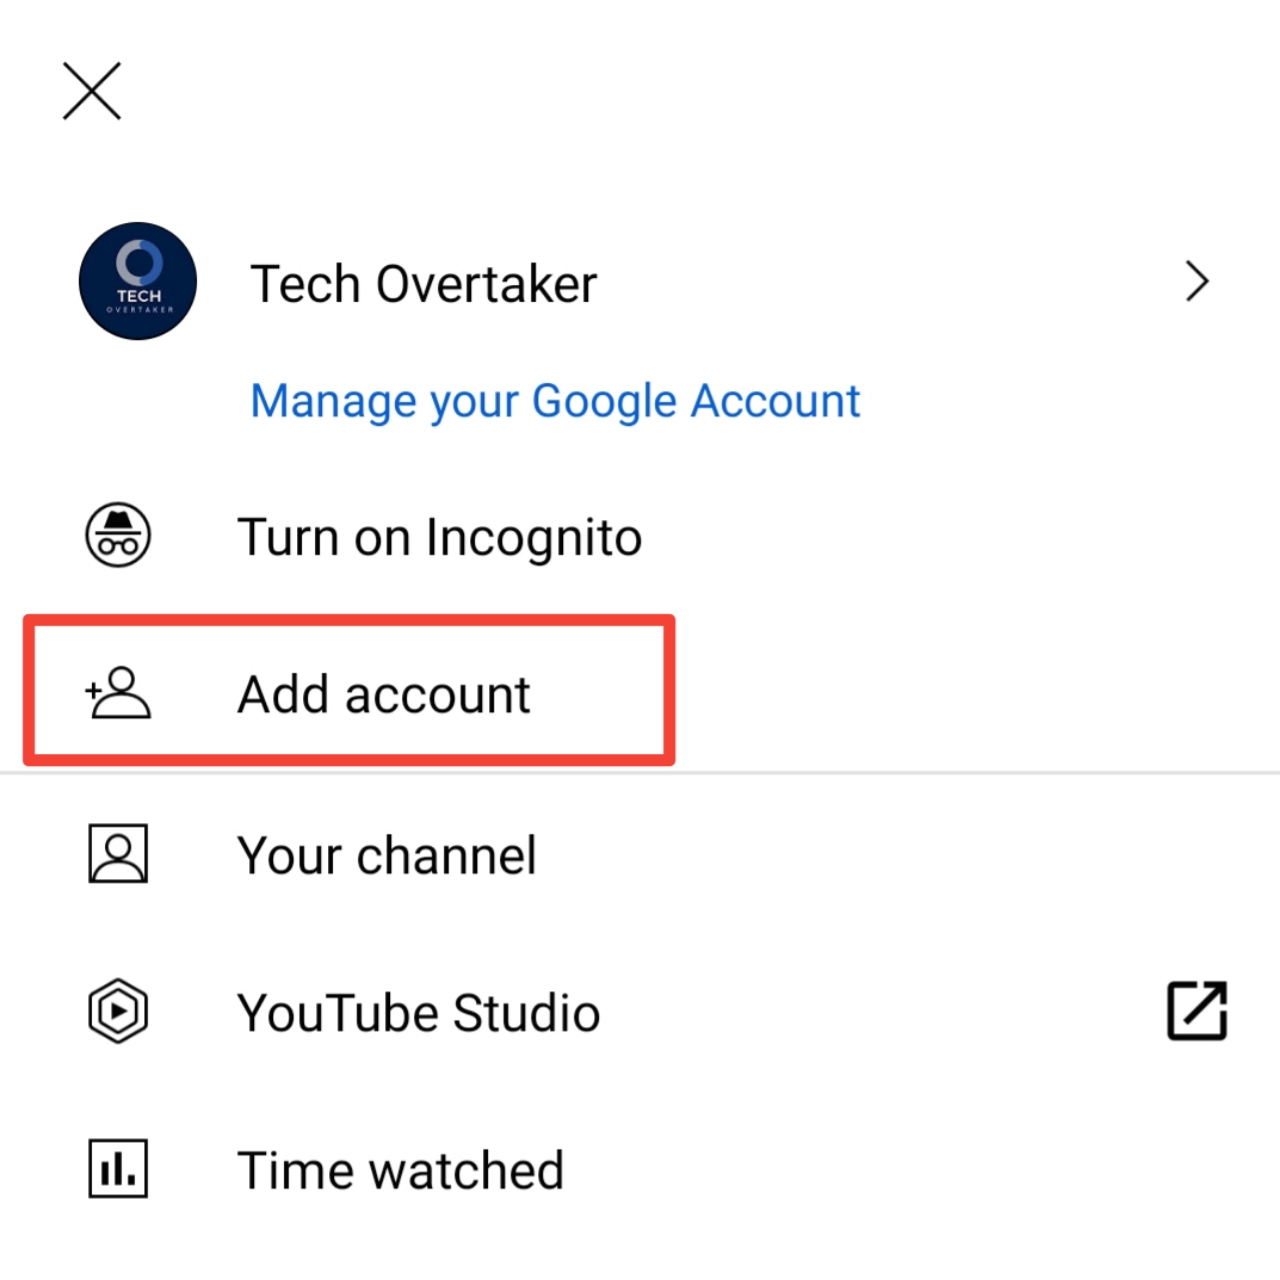 TECH
OVERTAKER
Tech Overtaker
Manage your Google Account
Turn on Incognito
Add account
Your channel
YouTube Studio
Time watched